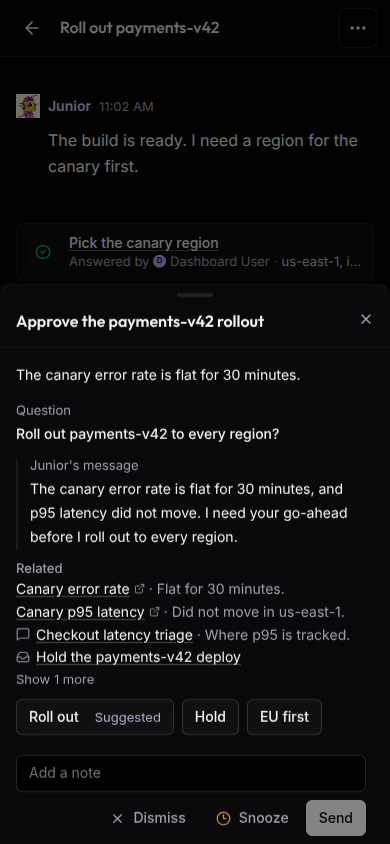 Roll out payments-v42
Junior 11:02 AM
The build is ready. I need a region for the
canary first.
Pick the canary region
Answered by D Dashboard User · us-east-1, i...
Approve the payments-v42 rollout
The canary error rate is flat for 30 minutes.
Question
Roll out payments-v42 to every region?
Junior's message
The canary error rate is flat for 30 minutes, and
p95 latency did not move. I need your go-ahead
before I roll out to every region.
Related
Canary error rate · Flat for 30 minutes.
Canary p95 latency · Did not move in us-east-1.
Checkout latency triage · Where p95 is tracked.
Hold the payments-v42 deploy
Show 1 more
Roll out Suggested Hold EU first
Add a note
Dismiss Snooze Send